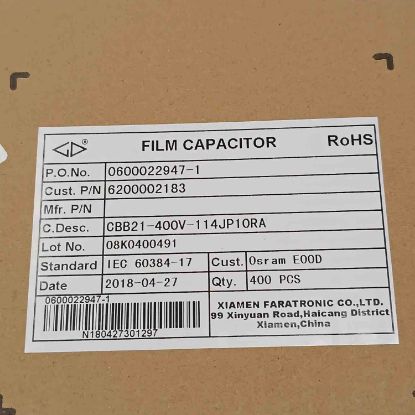 FILM CAPACITOR RoHS
P.O.No. 0600022947-1
Cust. P/N 6200002183
Mfr. P/N
C.Desc. CBB21-400V-114JP10RA
Lot No. 08K0400491
Standard IEC 60384-17 Cust. Osram EOOD
Date 2018-04-27 Qty. 400 PCS
0600022947-1
N180427301297
XIAMEN FARATRONIC CO.,LTD.
99 Xinyuan Road,Haicang District
Xiamen,China